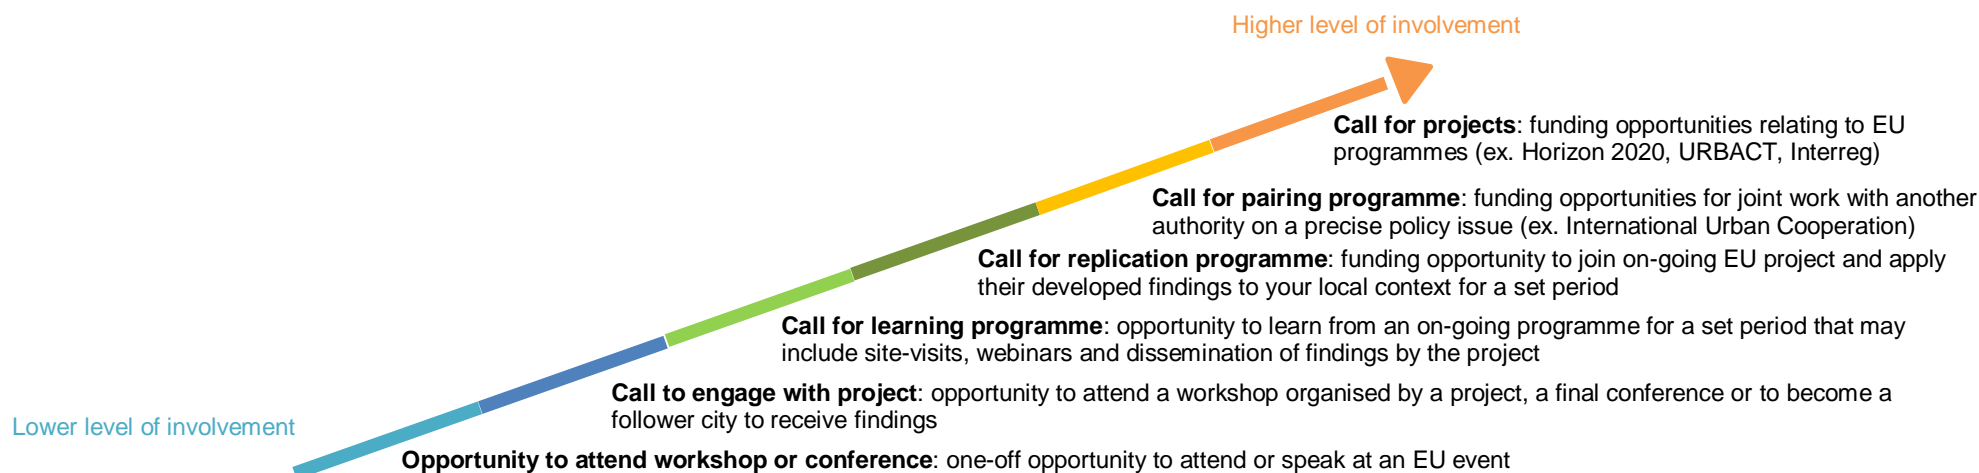 Higher level of involvement
Call for projects: funding opportunities relating to EU
programmes (ex. Horizon 2020, URBACT, Interreg)
Call for pairing programme: funding opportunities for joint work with another
authority on a precise policy issue (ex. International Urban Cooperation)
Call for replication programme: funding opportunity to join on-going EU project and apply
their developed findings to your local context for a set period
Call for learning programme: opportunity to learn from an on-going programme for a set period that may
include site-visits, webinars and dissemination of findings by the project
Call to engage with project: opportunity to attend a workshop organised by a project, a final conference or to become a
follower city to receive findings
Lower level of involvement
Opportunity to attend workshop or conference: one-off opportunity to attend or speak at an EU event